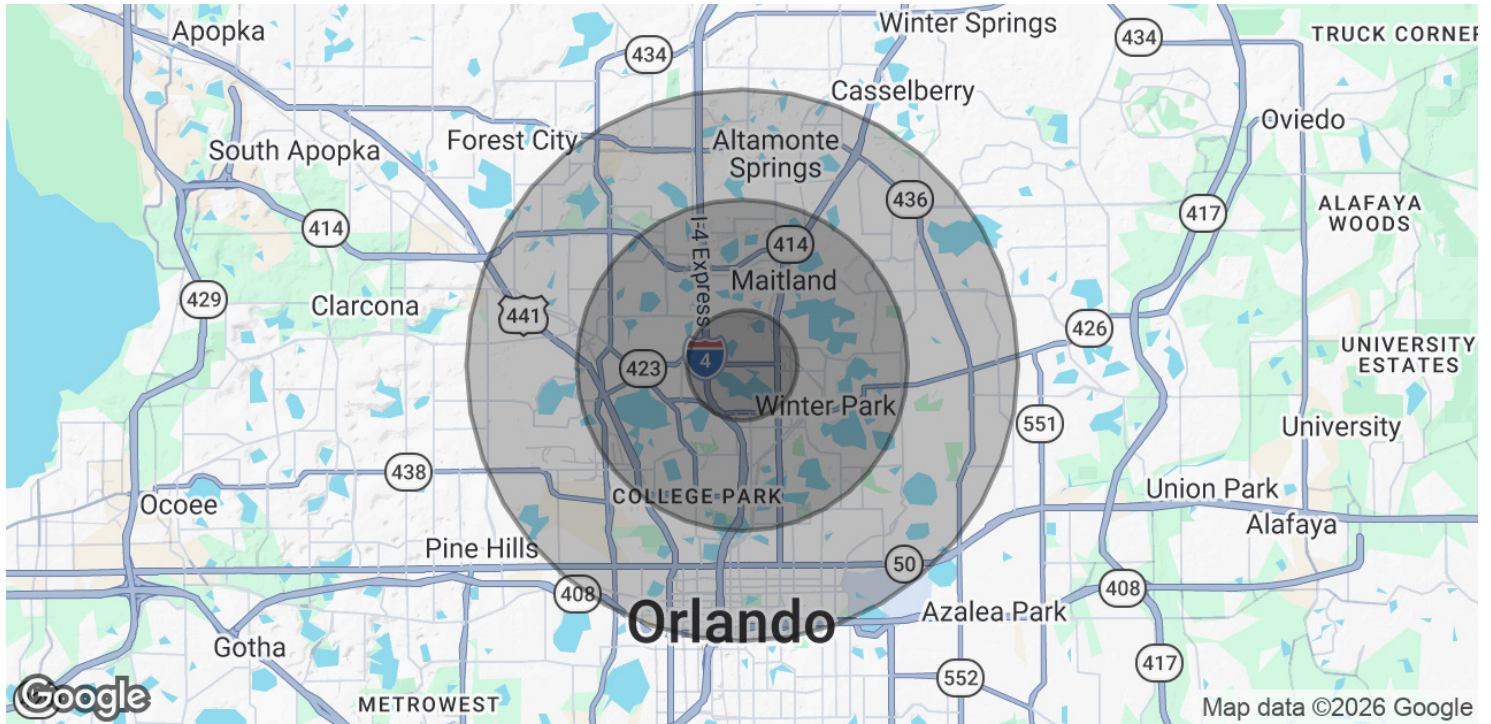 Apopka
Winter Springs
434
434
TRUCK CORNER
Casselberry
Oviedo
Forest City
Altamonte
Springs
South Apopka
436
417
ALAFAYA
WOODS
414
I-4 Express
414
Maitland
429
Clarcona
441
426
UNIVERSITY
ESTATES
423
4
Winter Park
551
University
438
COLLEGE PARK
Union Park
Ocoee
Alafaya
Pine Hills
50
408
408
Orlando
Azalea Park
Gotha
417
552
METROWEST
Google
Map data ©2026 Google